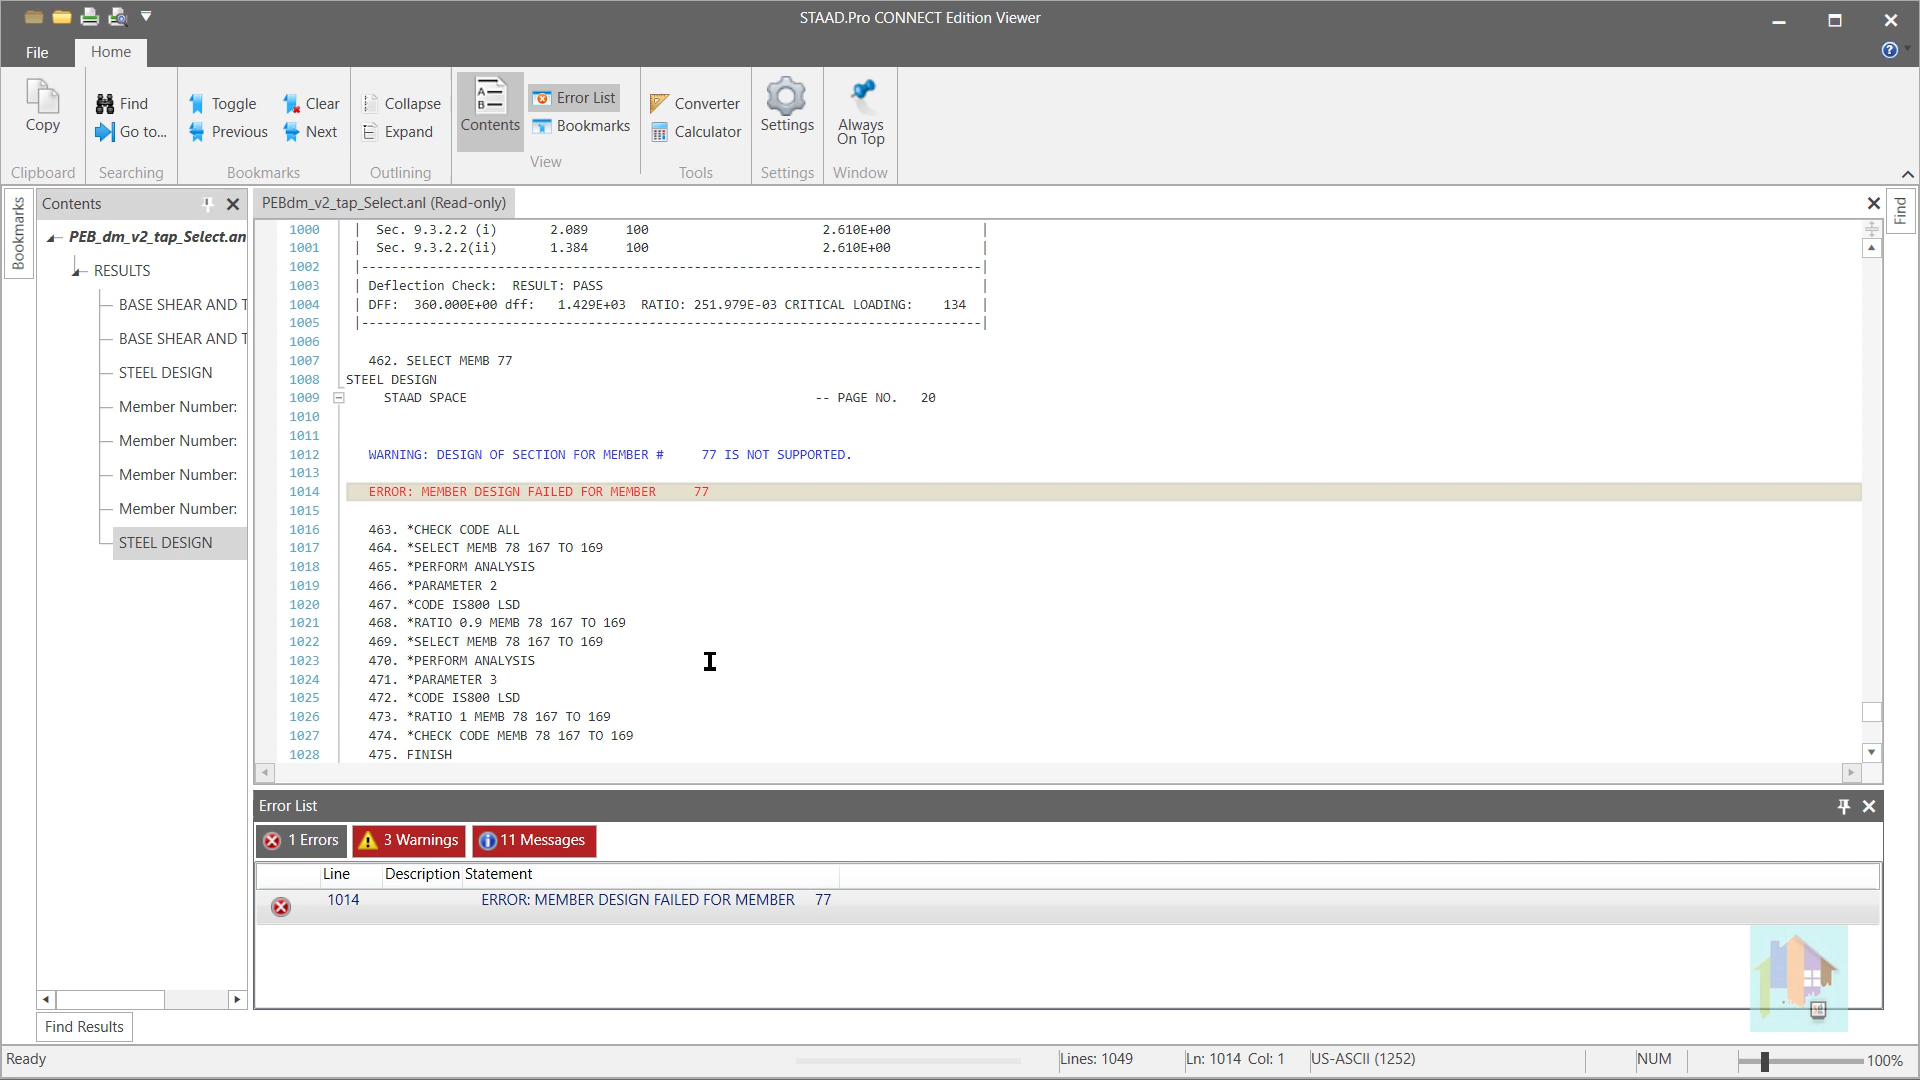 STAAD.Pro CONNECT Edition Viewer
File
Home
Copy
Clipboard
Find
Go to...
Searching
Toggle
Clear
Previous
Next
Bookmarks
Collapse
Expand
Outlining
Contents
Error List
Bookmarks
View
Converter
Calculator
Tools
Settings
Settings
Always
On Top
Window
Bookmarks
Contents
PEB_dm_v2_tap_Select.an
RESULTS
BASE SHEAR AND T
BASE SHEAR AND T
STEEL DESIGN
Member Number:
Member Number:
Member Number:
Member Number:
STEEL DESIGN
Find Results
PEBdm_v2_tap_Select.anl (Read-only)
Find
1000 | Sec. 9.3.2.2 (i) 2.089 100 2.610E+00 |
1001 | Sec. 9.3.2.2(ii) 1.384 100 2.610E+00 |
1002 |---------------------------------------------------------------------------------|
1003 | Deflection Check: RESULT: PASS |
1004 | DFF: 360.000E+00 dff: 1.429E+03 RATIO: 251.979E-03 CRITICAL LOADING: 134 |
1005 |---------------------------------------------------------------------------------|
1006
1007 462. SELECT MEMB 77
1008 STEEL DESIGN
1009 STAAD SPACE -- PAGE NO. 20
1010
1011
1012 WARNING: DESIGN OF SECTION FOR MEMBER # 77 IS NOT SUPPORTED.
1013
1014 ERROR: MEMBER DESIGN FAILED FOR MEMBER 77
1015
1016 463. *CHECK CODE ALL
1017 464. *SELECT MEMB 78 167 TO 169
1018 465. *PERFORM ANALYSIS
1019 466. *PARAMETER 2
1020 467. *CODE IS800 LSD
1021 468. *RATIO 0.9 MEMB 78 167 TO 169
1022 469. *SELECT MEMB 78 167 TO 169
1023 470. *PERFORM ANALYSIS
1024 471. *PARAMETER 3
1025 472. *CODE IS800 LSD
1026 473. *RATIO 1 MEMB 78 167 TO 169
1027 474. *CHECK CODE MEMB 78 167 TO 169
1028 475. FINISH
Error List
1 Errors
3 Warnings
11 Messages
Line Description Statement
1014 ERROR: MEMBER DESIGN FAILED FOR MEMBER 77
Ready
Lines: 1049
Ln: 1014 Col: 1
US-ASCII (1252)
NUM
100%